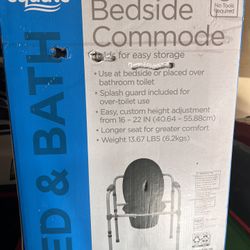 equate
No Tools
Required
Bedside
Commode
Folds for easy storage
• Use at bedside or placed over
bathroom toilet
• Splash guard included for
over-toilet use
• Easy, custom height adjustment
from 16 – 22 IN (40.64 – 55.88cm)
• Longer seat for greater comfort
• Weight 13.67 LBS (6.2kgs)
ED & BATH